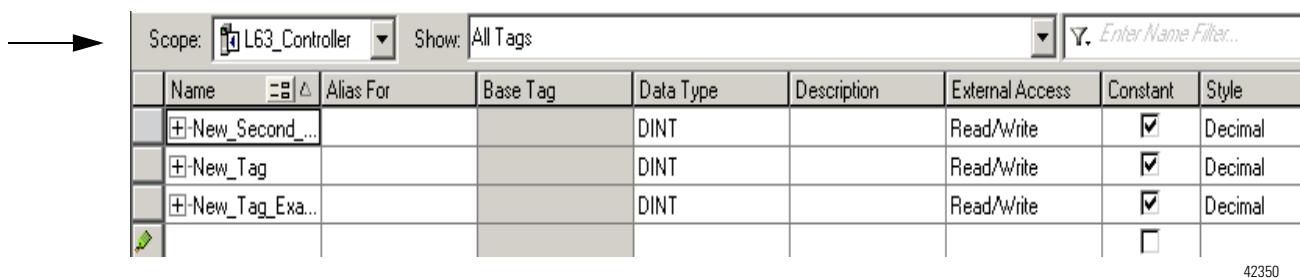 Scope: L63_Controller Show: All Tags Enter Name Filter...
Name Alias For Base Tag Data Type Description External Access Constant Style
New_Second_... DINT Read/Write Decimal
New_Tag DINT Read/Write Decimal
New_Tag_Exa... DINT Read/Write Decimal
42350